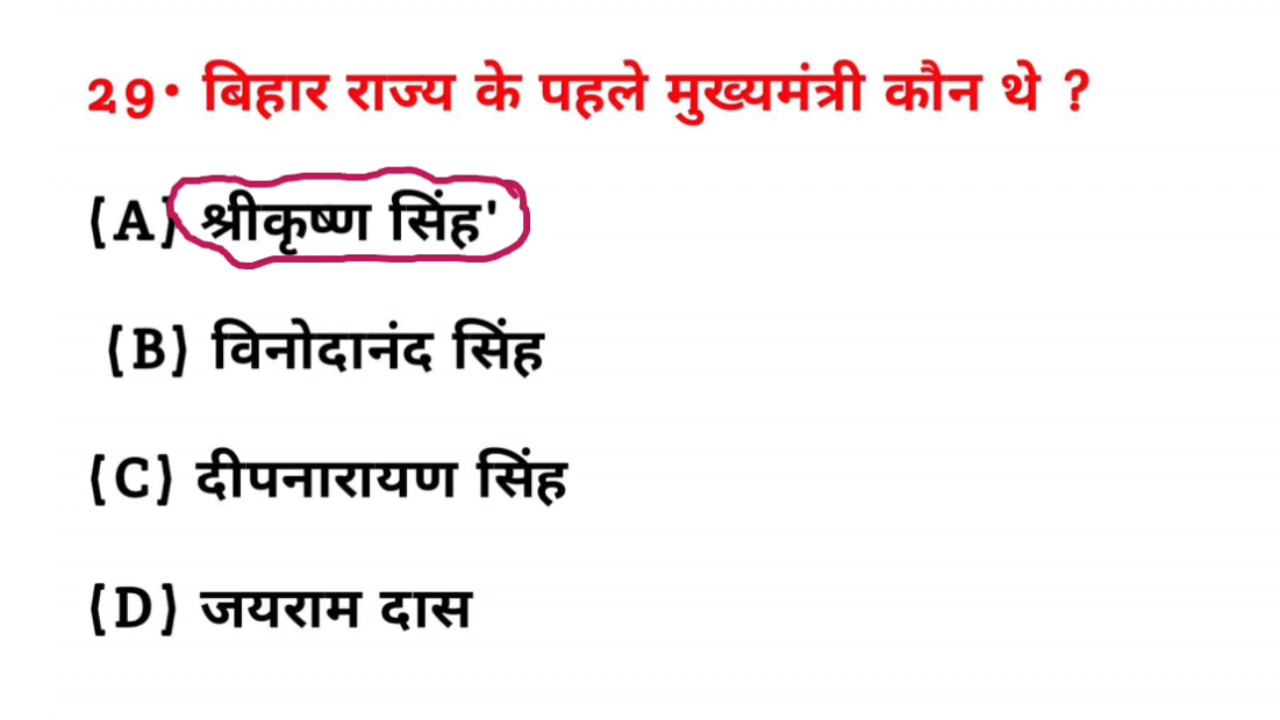 29• बिहार राज्य के पहले मुख्यमंत्री कौन थे ?
(A) श्रीकृष्ण सिंह'
(B) विनोदानंद सिंह
(C) दीपनारायण सिंह
(D) जयराम दास